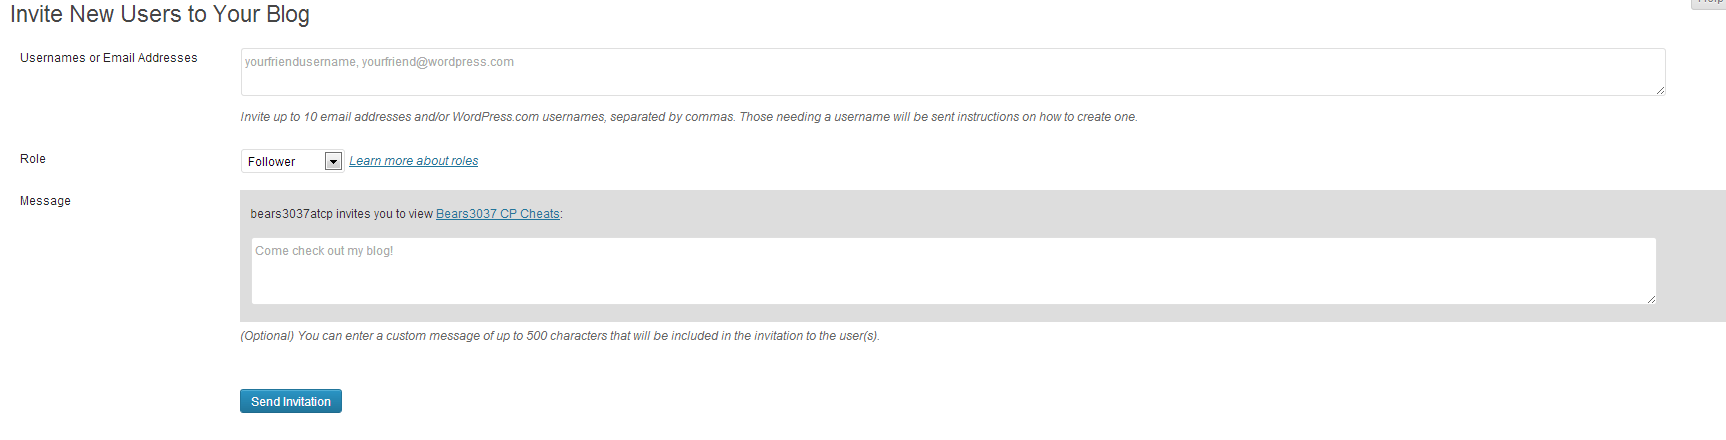 Help
Invite New Users to Your Blog
Usernames or Email Addresses
yourfriendusername, yourfriend@wordpress.com
Invite up to 10 email addresses and/or WordPress.com usernames, separated by commas. Those needing a username will be sent instructions on how to create one.
Role
Follower
Learn more about roles
Message
bears3037atcp invites you to view Bears3037 CP Cheats:
Come check out my blog!
(Optional) You can enter a custom message of up to 500 characters that will be included in the invitation to the user(s).
Send Invitation